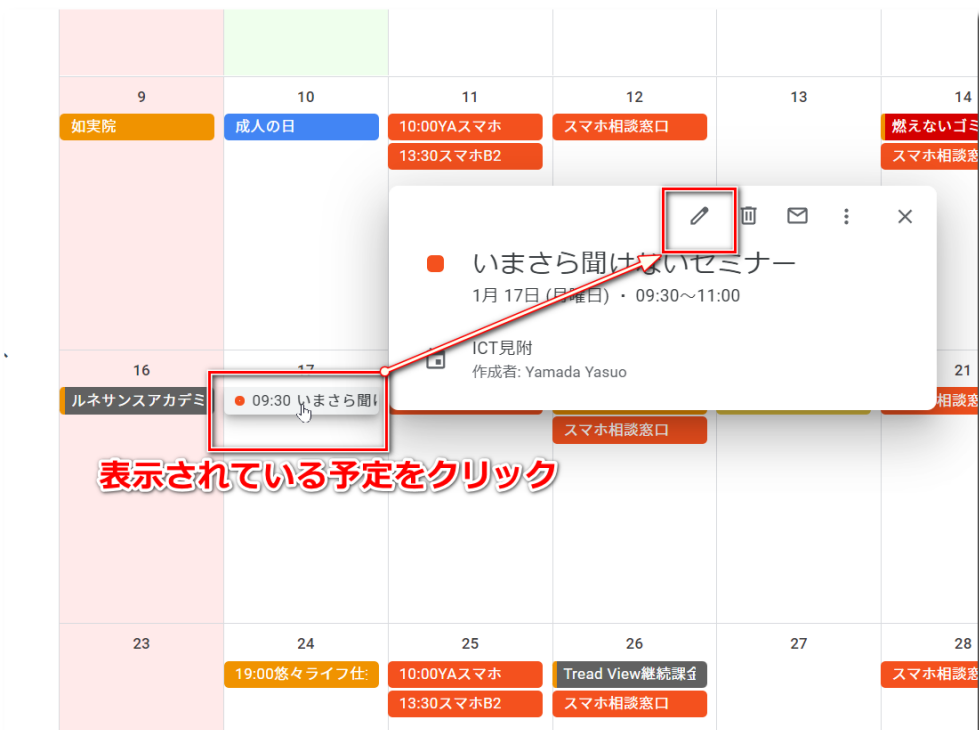 9 10 11 12 13 14
如実院 成人の日 10:00YAスマホ スマホ相談窓口 燃えないゴミ
13:30スマホB2 スマホ相談窓
いまさら聞けないセミナー
1月 17日 (月曜日) ・ 09:30～11:00
ICT見附
作成者: Yamada Yasuo
16 17 21
ルネサンスアカデミ 09:30 いまさら聞け 相談窓
スマホ相談窓口
表示されている予定をクリック
23 24 25 26 27 28
19:00悠々ライフ仕 10:00YAスマホ Tread View継続課金 スマホ相談窓
13:30スマホB2 スマホ相談窓口